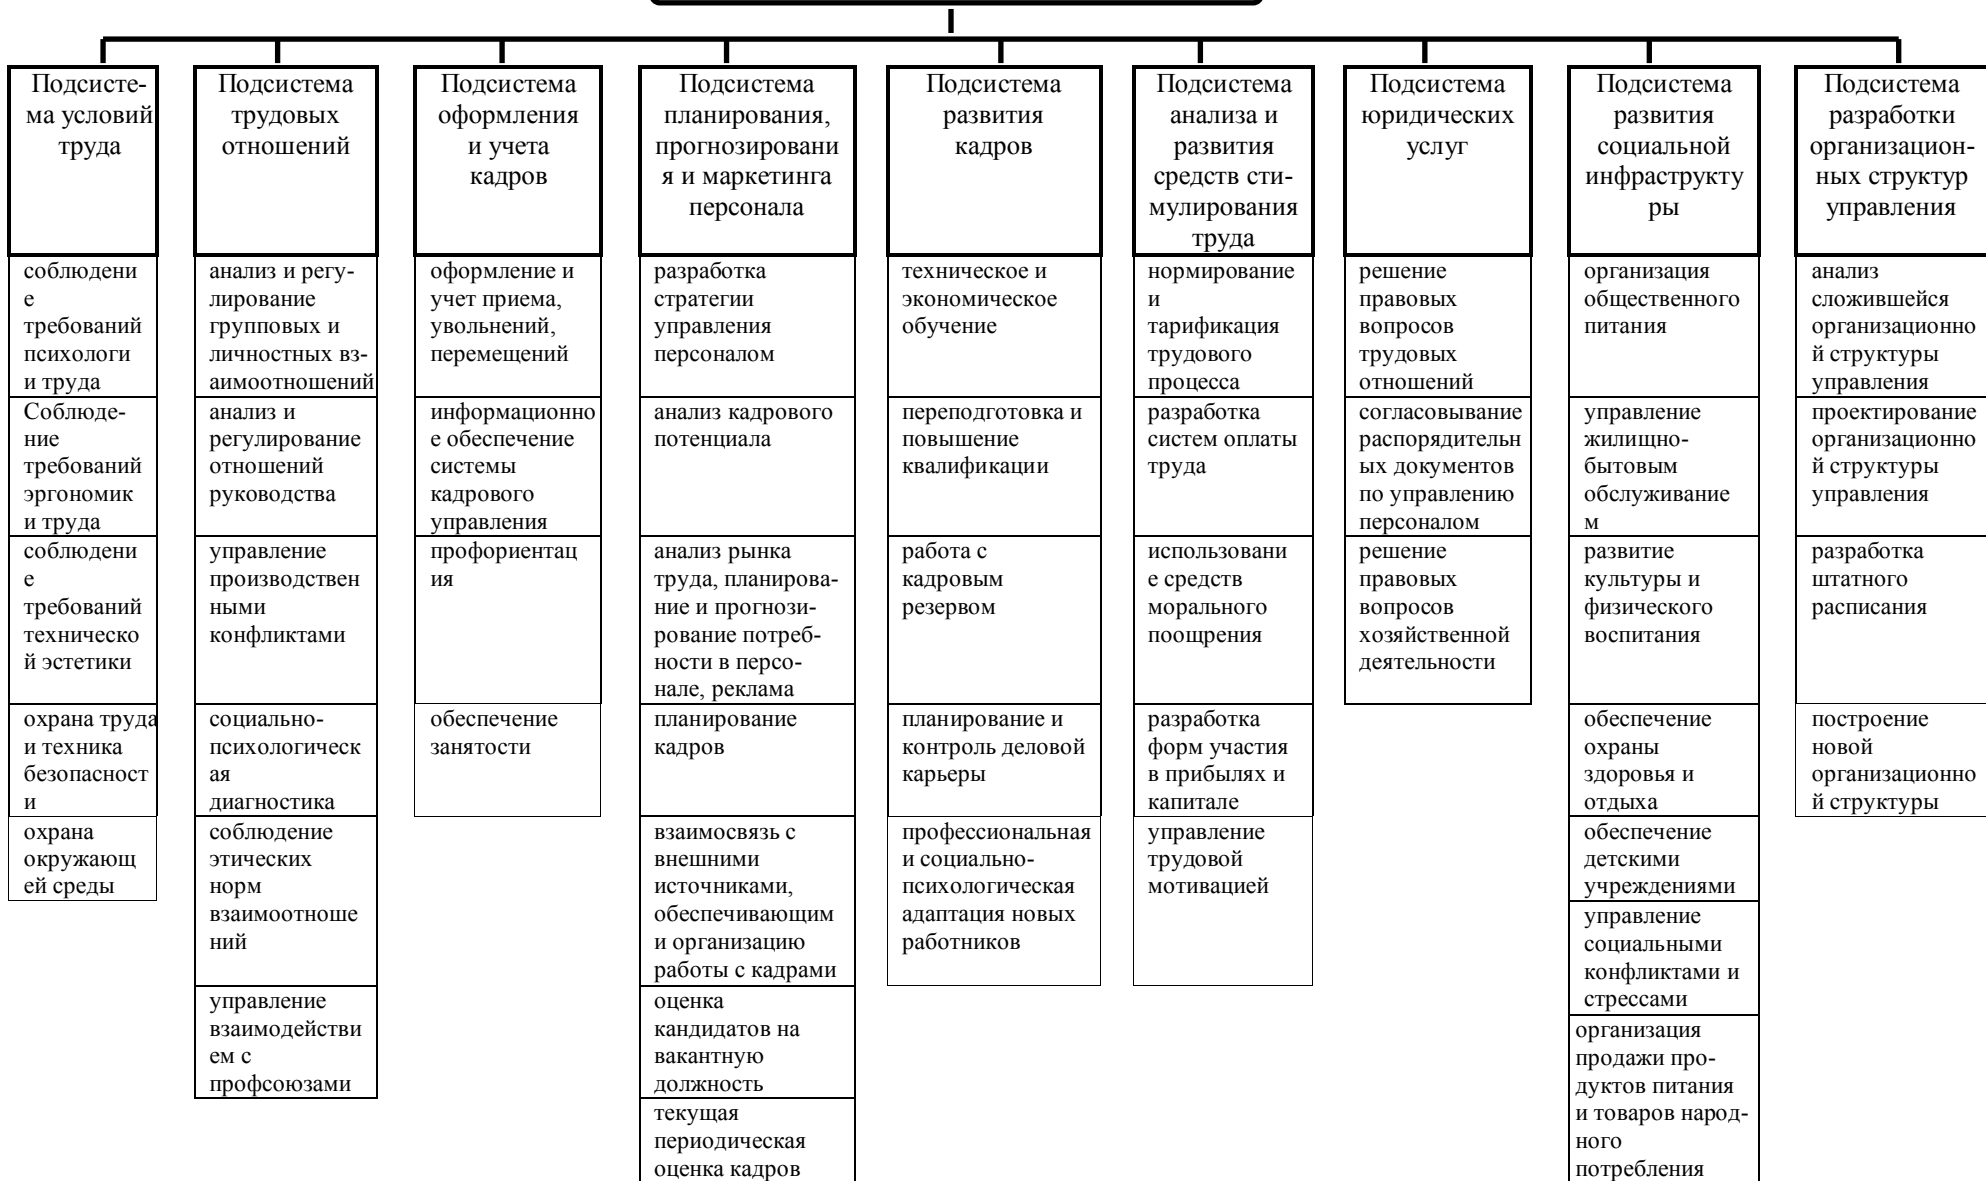 Подсисте-
ма условий
труда
соблюдени
е
требований
психологи
и труда
Соблюде-
ние
требований
эргономик
и труда
соблюдени
е
требований
техническо
й эстетики
охрана труда
и техника
безопасност
и
охрана
окружающ
ей среды
Подсистема
трудовых
отношений
анализ и регу-
лирование
групповых и
личностных вз-
аимоотношений
анализ и
регулирование
отношений
руководства
управление
производствен
ными
конфликтами
социально-
психологическ
ая
диагностика
соблюдение
этических
норм
взаимоотноше
ний
управление
взаимодействи
ем с
профсоюзами
Подсистема
оформления
и учета
кадров
оформление и
учет приема,
увольнений,
перемещений
информационно
е обеспечение
системы
кадрового
управления
профориентац
ия
обеспечение
занятости
Подсистема
планирования,
прогнозировани
я и маркетинга
персонала
разработка
стратегии
управления
персоналом
анализ кадрового
потенциала
анализ рынка
труда, планирова-
ние и прогнози-
рование потреб-
ности в персо-
нале, реклама
планирование
кадров
взаимосвязь с
внешними
источниками,
обеспечивающим
и организацию
работы с кадрами
оценка
кандидатов на
вакантную
должность
текущая
периодическая
оценка кадров
Подсистема
развития
кадров
техническое и
экономическое
обучение
переподготовка и
повышение
квалификации
работа с
кадровым
резервом
планирование и
контроль деловой
карьеры
профессиональная
и социально-
психологическая
адаптация новых
работников
Подсистема
анализа и
развития
средств сти-
мулирования
труда
нормирование
и
тарификация
трудового
процесса
разработка
систем оплаты
труда
использовани
е средств
морального
поощрения
разработка
форм участия
в прибылях и
капитале
управление
трудовой
мотивацией
Подсистема
юридических
услуг
решение
правовых
вопросов
трудовых
отношений
согласовывание
распорядительн
ых документов
по управлению
персоналом
решение
правовых
вопросов
хозяйственной
деятельности
Подсистема
развития
социальной
инфраструкту
ры
организация
общественного
питания
управление
жилищно-
бытовым
обслуживание
м
развитие
культуры и
физического
воспитания
обеспечение
охраны
здоровья и
отдыха
обеспечение
детскими
учреждениями
управление
социальными
конфликтами и
стрессами
организация
продажи про-
дуктов питания
и товаров народ-
ного
потребления
Подсистема
разработки
организацион-
ных структур
управления
анализ
сложившейся
организационно
й структуры
управления
проектирование
организационно
й структуры
управления
разработка
штатного
расписания
построение
новой
организационно
й структуры